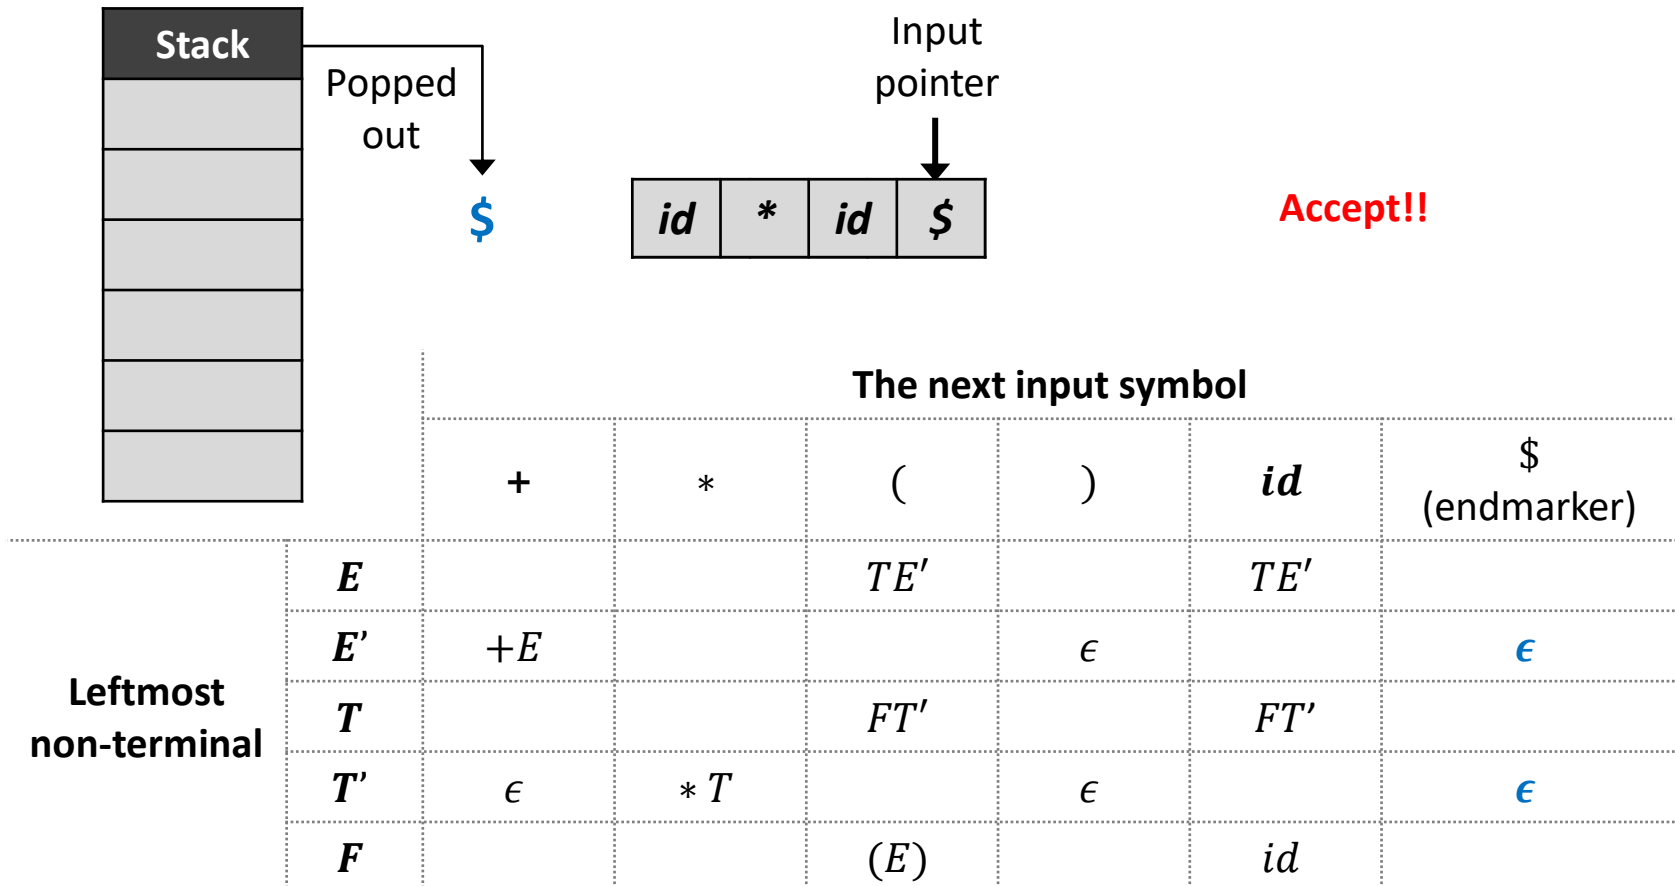 Stack
Popped
out
$
Input
pointer
id * id $
Accept!!
The next input symbol
+ * ( ) id $
(endmarker)
E TE′ TE′
E’ +E ϵ ϵ
Leftmost
non-terminal
T FT′ FT’
T’ ϵ * T ϵ ϵ
F (E) id